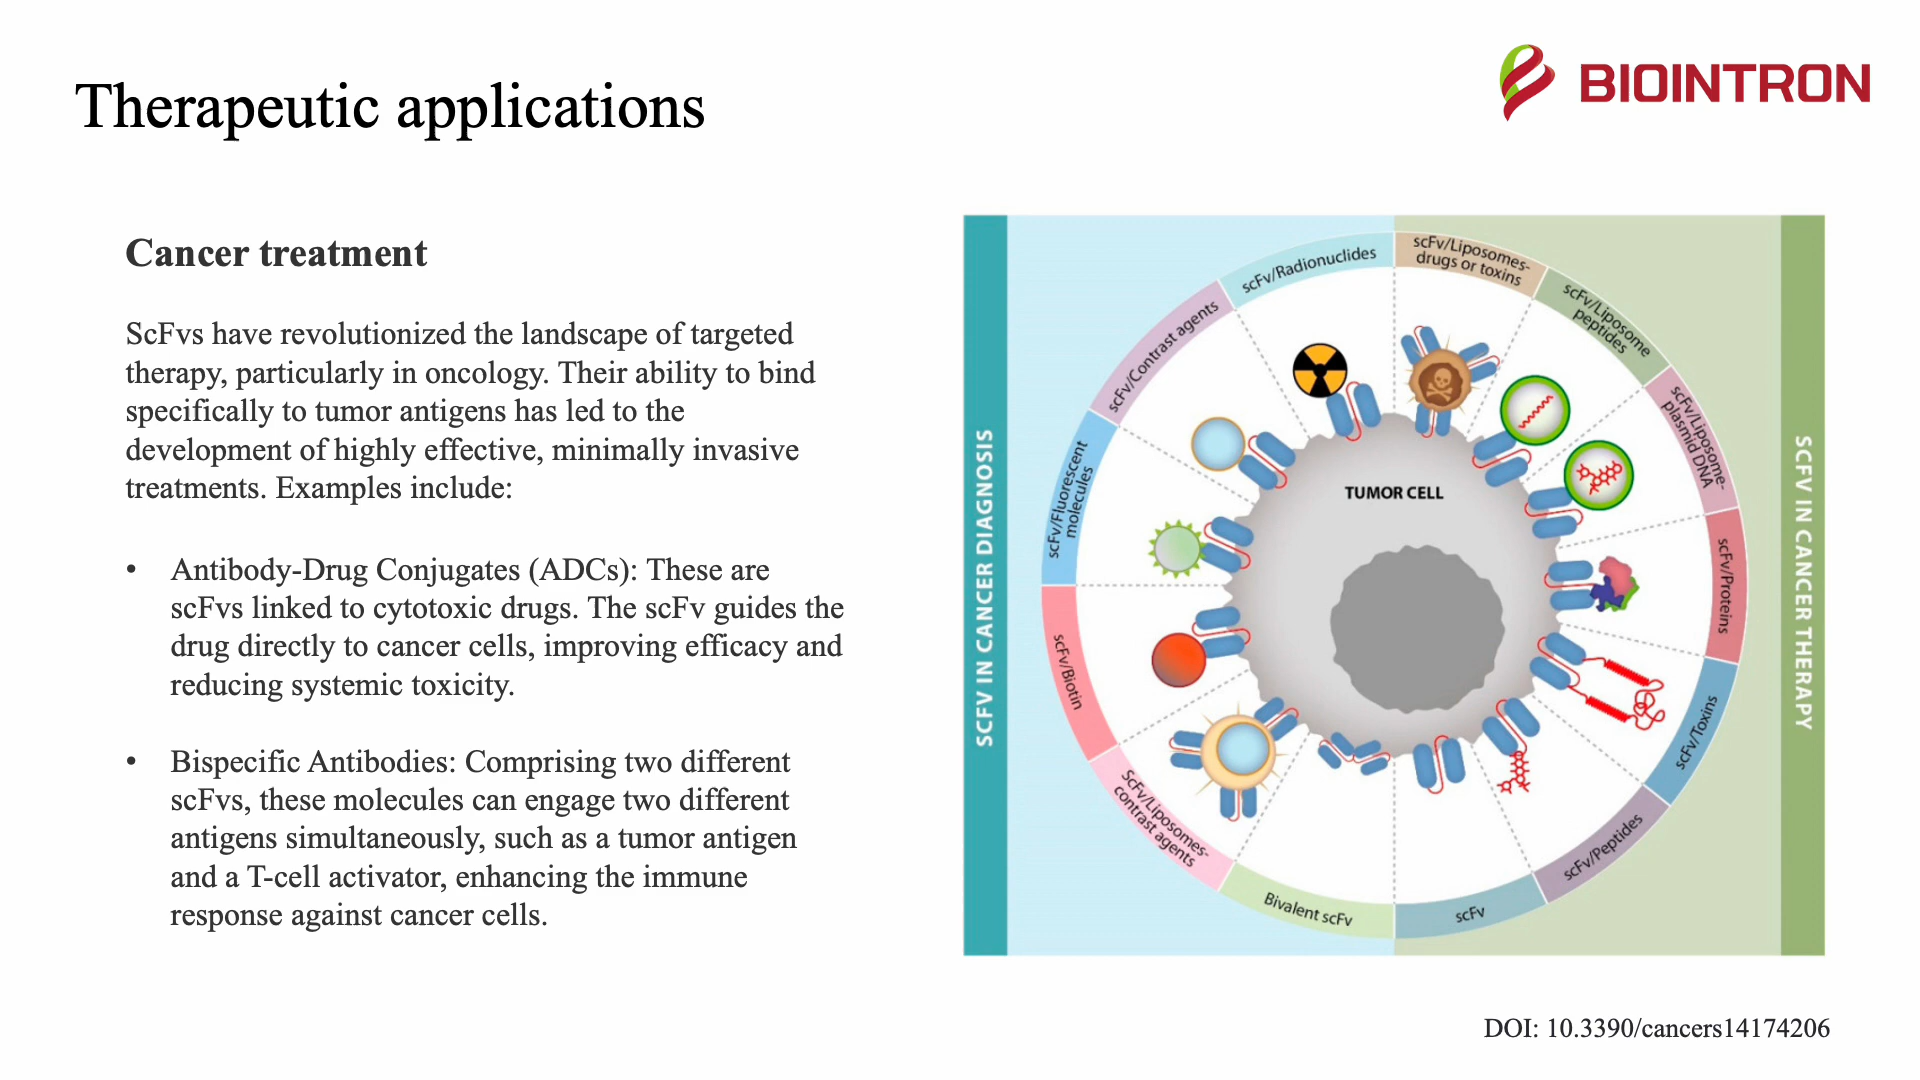 Therapeutic applications
BIOINTRON
Cancer treatment
ScFvs have revolutionized the landscape of targeted
therapy, particularly in oncology. Their ability to bind
specifically to tumor antigens has led to the
development of highly effective, minimally invasive
treatments. Examples include:
• Antibody-Drug Conjugates (ADCs): These are
scFvs linked to cytotoxic drugs. The scFv guides the
drug directly to cancer cells, improving efficacy and
reducing systemic toxicity.
• Bispecific Antibodies: Comprising two different
scFvs, these molecules can engage two different
antigens simultaneously, such as a tumor antigen
and a T-cell activator, enhancing the immune
response against cancer cells.
SCFV IN CANCER DIAGNOSIS
scFv/Radionuclides
scFv/Contrast agents
scFv/Fluorescent
molecules
scFv/Biotin
ScFv/Liposomes-
contrast agents
Bivalent scFv
TUMOR CELL
scFv/Liposomes-
drugs or toxins
scFv/Liposome
peptides
scFv/Liposome-
plasmid DNA
scFv/Proteins
scFv/Toxins
scFv/Peptides
scFv
SCFV IN CANCER THERAPY
DOI: 10.3390/cancers14174206